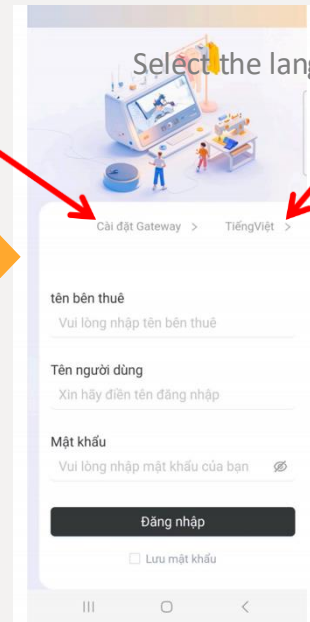 Select the lan
Cài đặt Gateway >
TiếngViệt >
tên bên thuê
Vui lòng nhập tên bên thuê
Tên người dùng
Xin hãy điền tên đăng nhập
Mật khẩu
Vui lòng nhập mật khẩu của bạn
Đăng nhập
Lưu mật khẩu